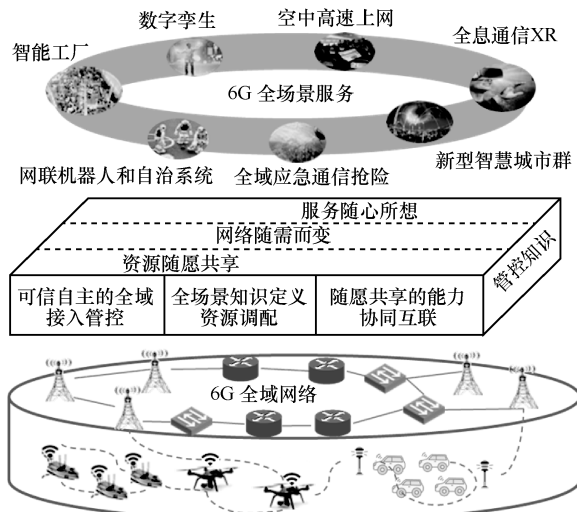 数字孪生
空中高速上网
智能工厂
全息通信XR
6G 全场景服务
新型智慧城市群
网联机器人和自治系统
全域应急通信抢险
服务随心所想
网络随需而变
资源随愿共享
管控知识
可信自主的全域
接入管控
全场景知识定义
资源调配
随愿共享的能力
协同互联
6G 全域网络